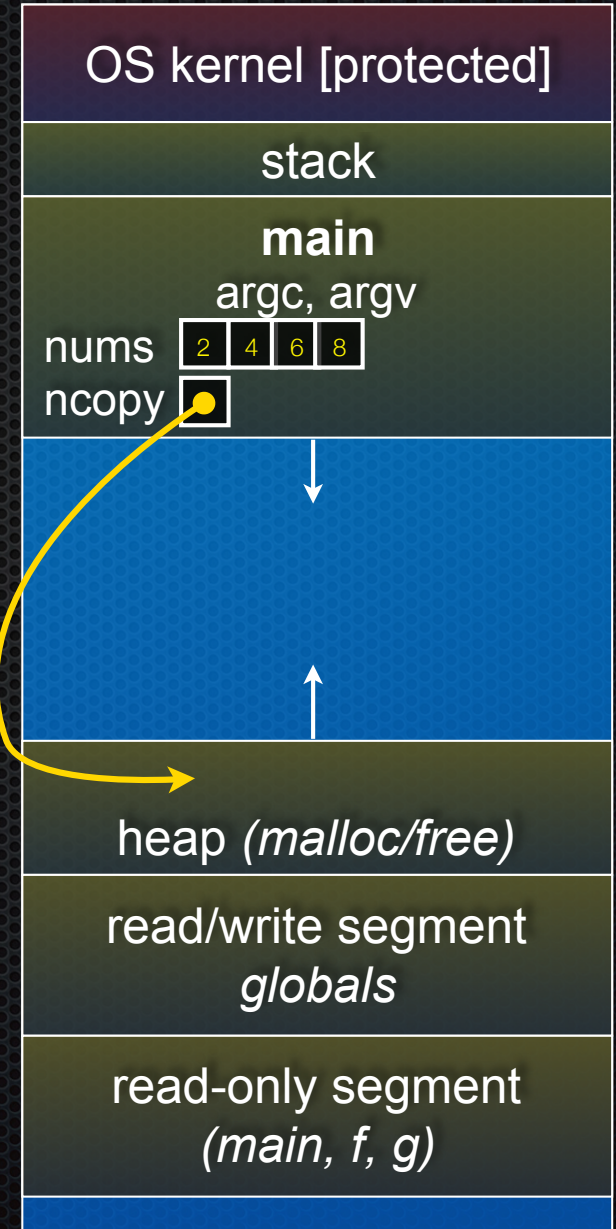 OS kernel [protected]
stack
main
argc, argv
nums 2 4 6 8
ncopy
heap (malloc/free)
read/write segment
globals
read-only segment
(main, f, g)